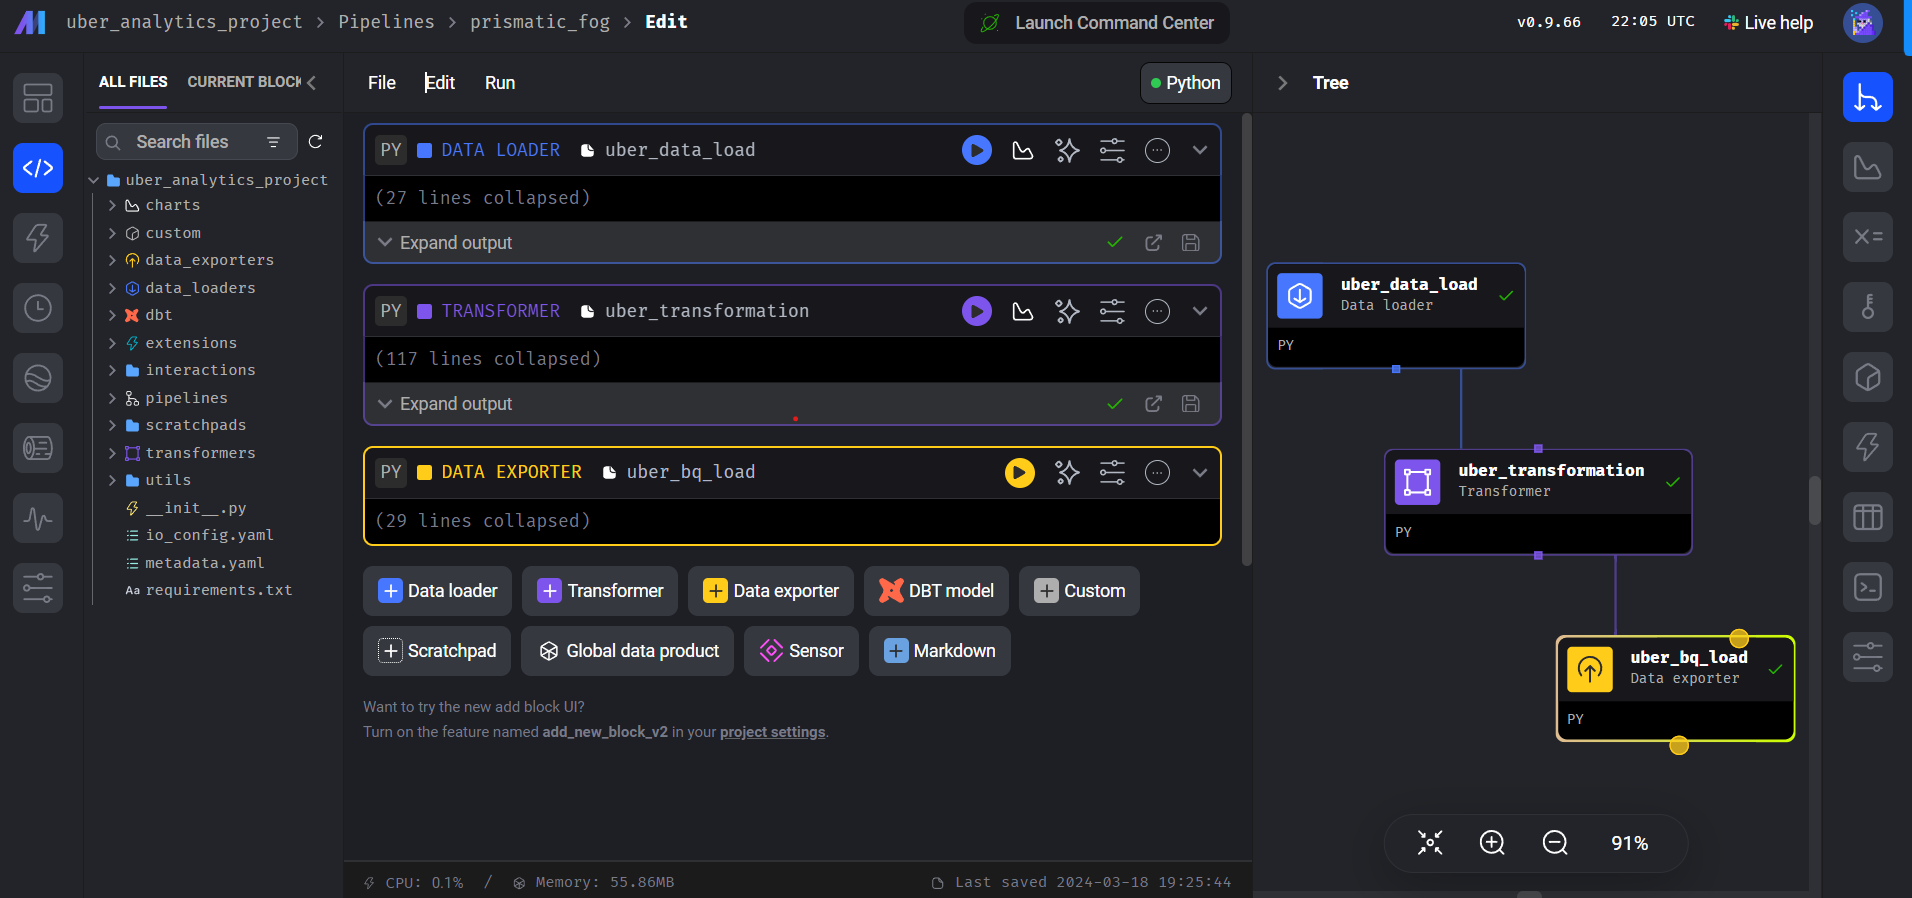 uber_analytics_project > Pipelines > prismatic_fog > Edit
Launch Command Center
v0.9.66
22:05 UTC
Live help
ALL FILES
CURRENT BLOCK
Search files
uber_analytics_project
charts
custom
data_exporters
data_loaders
dbt
extensions
interactions
pipelines
scratchpads
transformers
utils
__init__.py
io_config.yaml
metadata.yaml
Aa requirements.txt
File
Edit
Run
Python
PY DATA LOADER uber_data_load
(27 lines collapsed)
Expand output
PY TRANSFORMER uber_transformation
(117 lines collapsed)
Expand output
PY DATA EXPORTER uber_bq_load
(29 lines collapsed)
Data loader
Transformer
Data exporter
DBT model
Custom
Scratchpad
Global data product
Sensor
Markdown
Want to try the new add block UI?
Turn on the feature named add_new_block_v2 in your project settings.
CPU: 0.1% / Memory: 55.86MB
Last saved 2024-03-18 19:25:44
Tree
uber_data_load
Data loader
PY
uber_transformation
Transformer
PY
uber_bq_load
Data exporter
PY
91%